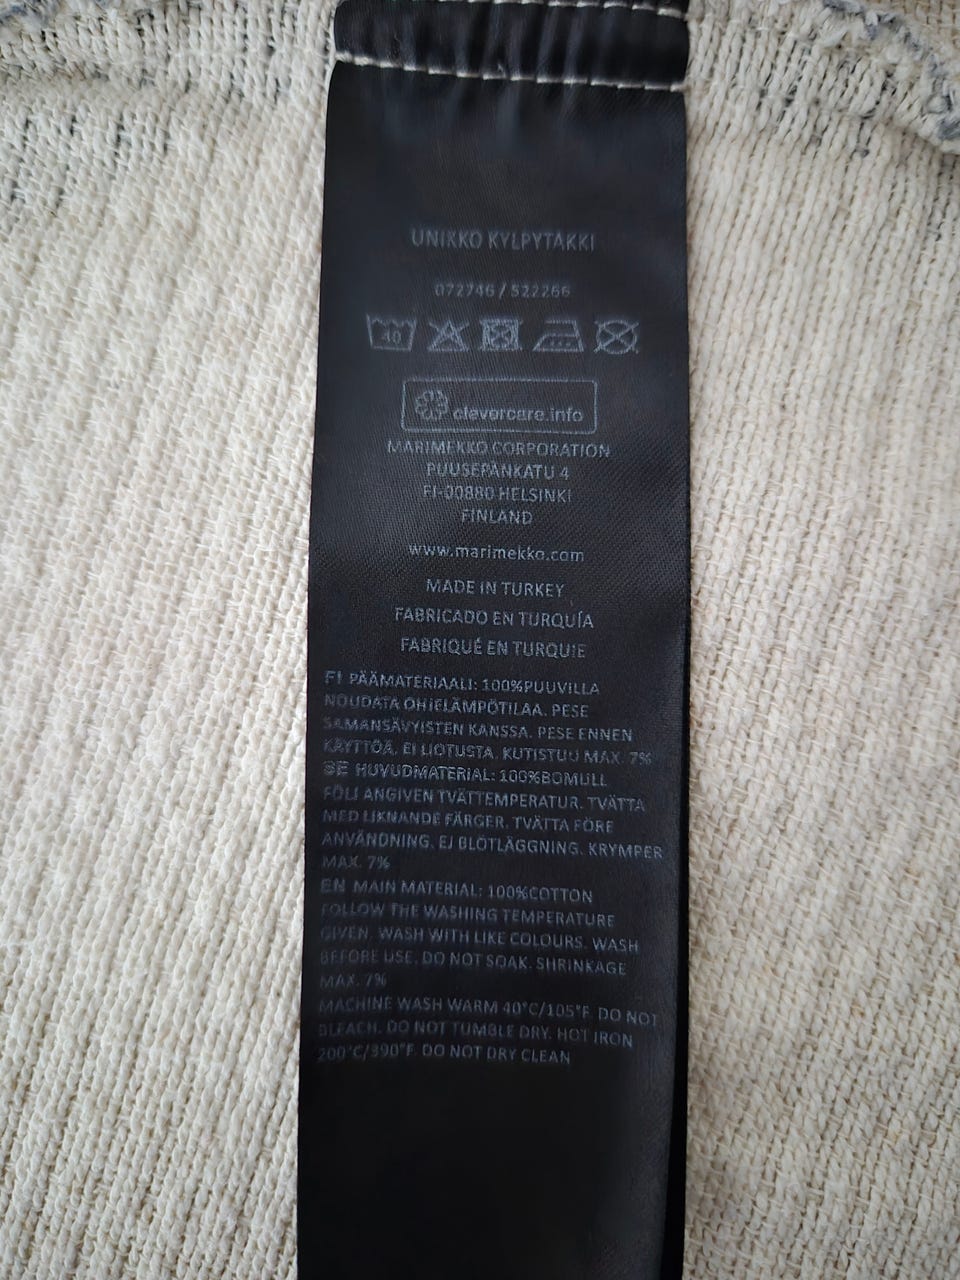 UNIKKO KYLPYTAKKI
072746 / 522266
40
clevercare.info
MARIMEKKO CORPORATION
PUUSEPÄNKATU 4
FI-00880 HELSINKI
FINLAND
www.marimekko.com
MADE IN TURKEY
FABRICADO EN TURQUÍA
FABRIQUÉ EN TURQUIE
FI PÄÄMATERIAALI: 100%PUUVILLA
NOUDATA OHJELÄMPÖTILAA. PESE
SAMANSÄVYISTEN KANSSA. PESE ENNEN
KÄYTTÖÄ. EI LIOTUSTA. KUTISTUU MAX. 7%
SE HUVUDMATERIAL: 100%BOMULL
FÖLJ ANGIVEN TVÄTTEMPERATUR. TVÄTTA
MED LIKNANDE FÄRGER. TVÄTTA FÖRE
ANVÄNDNING. EJ BLÖTLÄGGNING. KRYMPER
MAX. 7%
EN MAIN MATERIAL: 100%COTTON
FOLLOW THE WASHING TEMPERATURE
GIVEN. WASH WITH LIKE COLOURS. WASH
BEFORE USE. DO NOT SOAK. SHRINKAGE
MAX. 7%
MACHINE WASH WARM 40°C/105°F. DO NOT
BLEACH. DO NOT TUMBLE DRY. HOT IRON
200°C/390°F. DO NOT DRY CLEAN